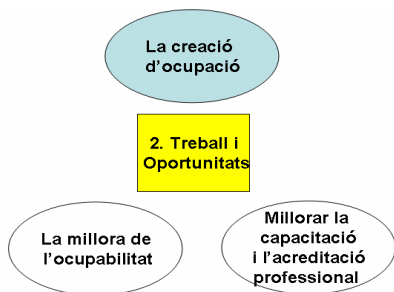 La creació
d’ocupació
2. Treball i
Oportunitats
La millora de
l’ocupabilitat
Millorar la
capacitació
i l’acreditació
professional